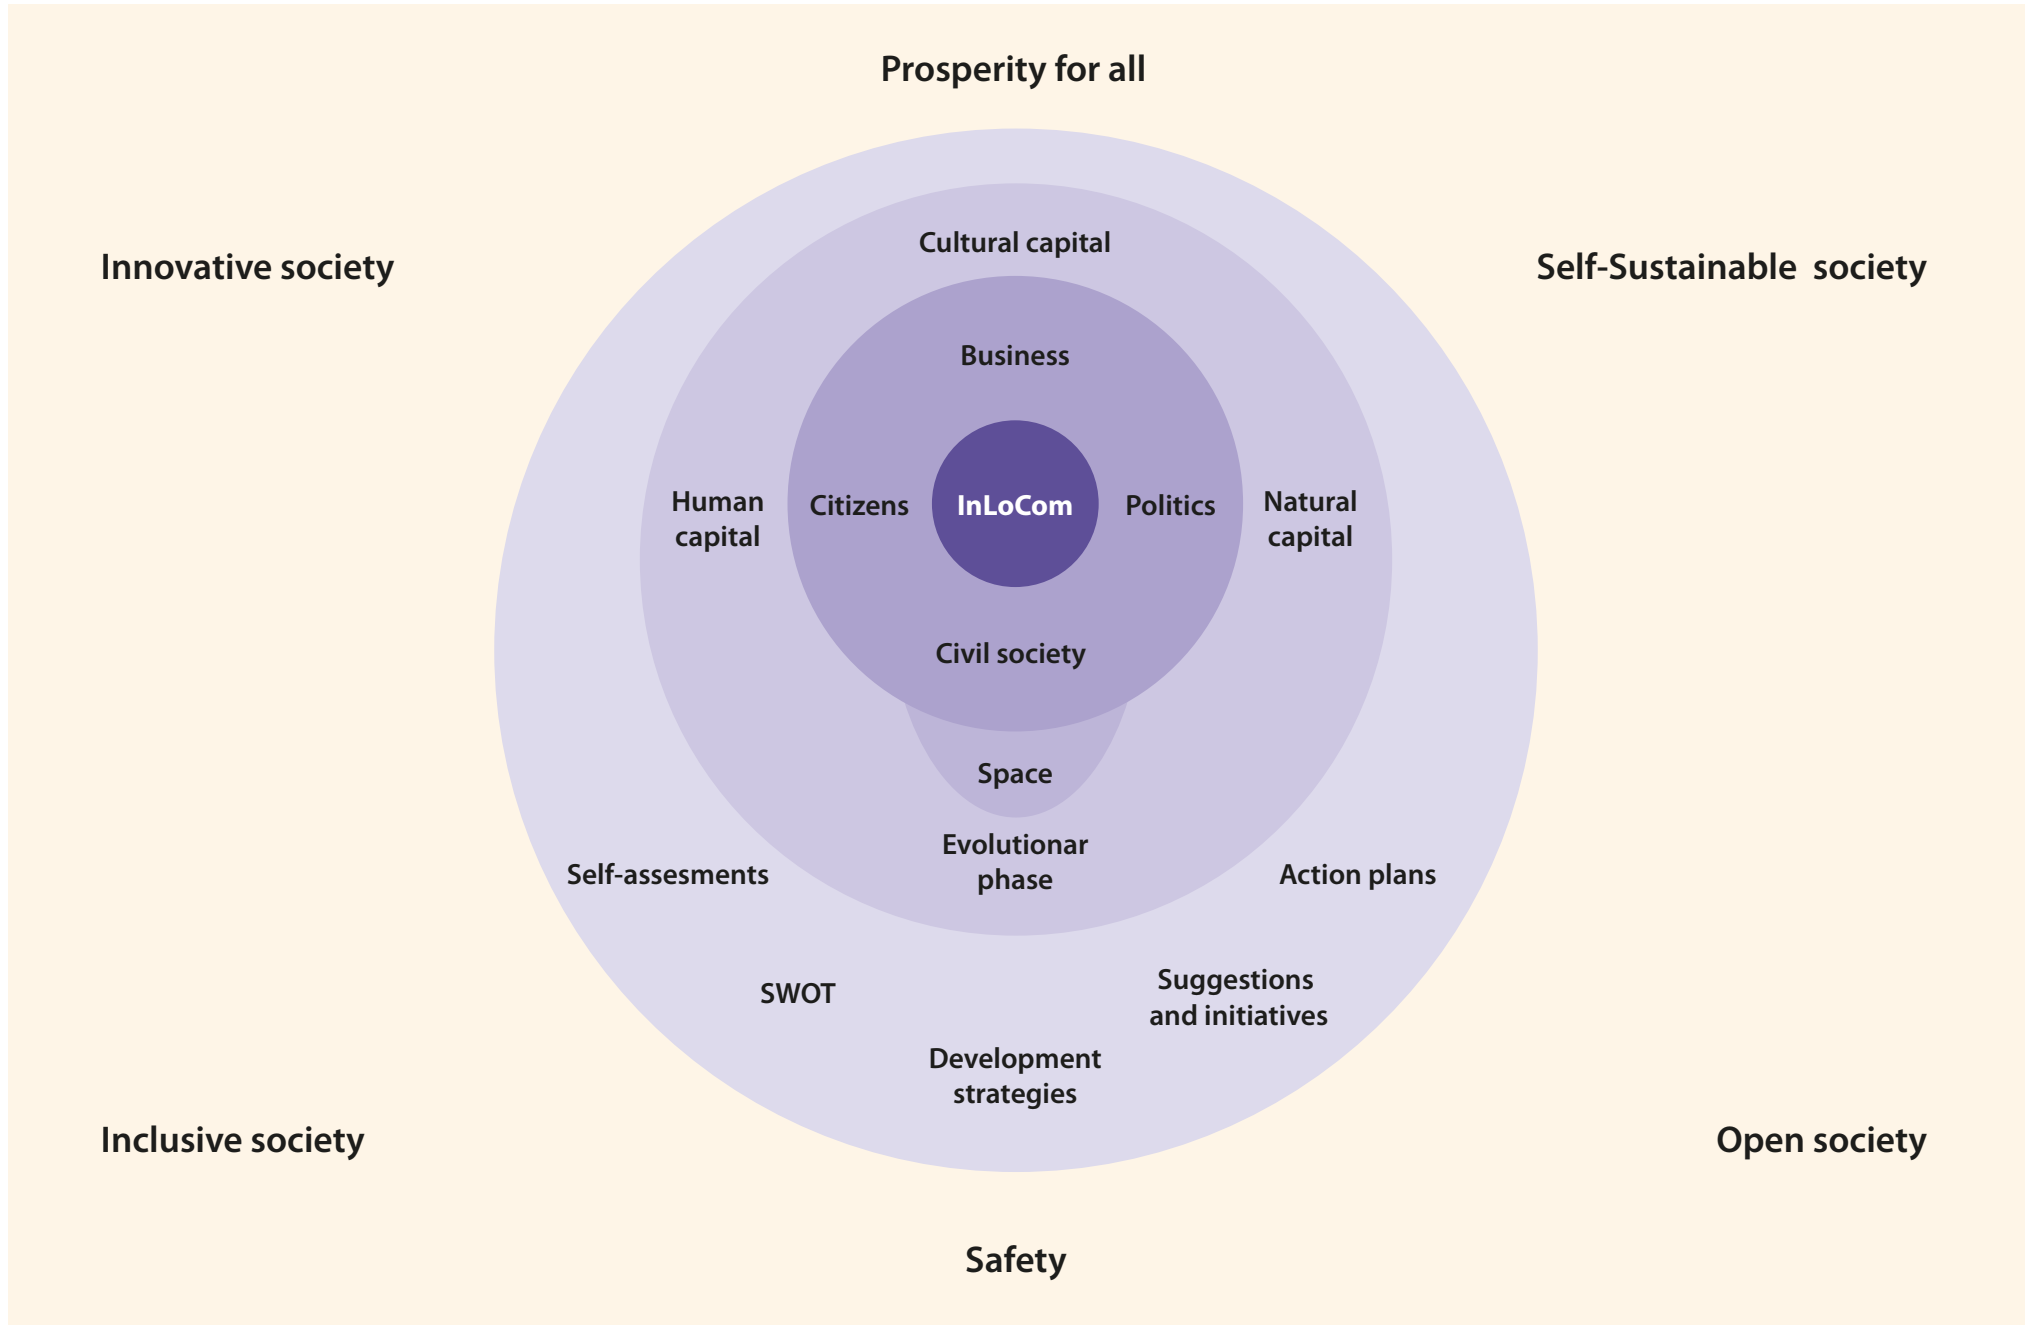 Prosperity for all
Innovative society
Self-Sustainable society
Cultural capital
Business
Human
capital
Citizens
InLoCom
Politics
Natural
capital
Civil society
Space
Evolutionar
phase
Self-assesments
Action plans
SWOT
Suggestions
and initiatives
Development
strategies
Inclusive society
Open society
Safety